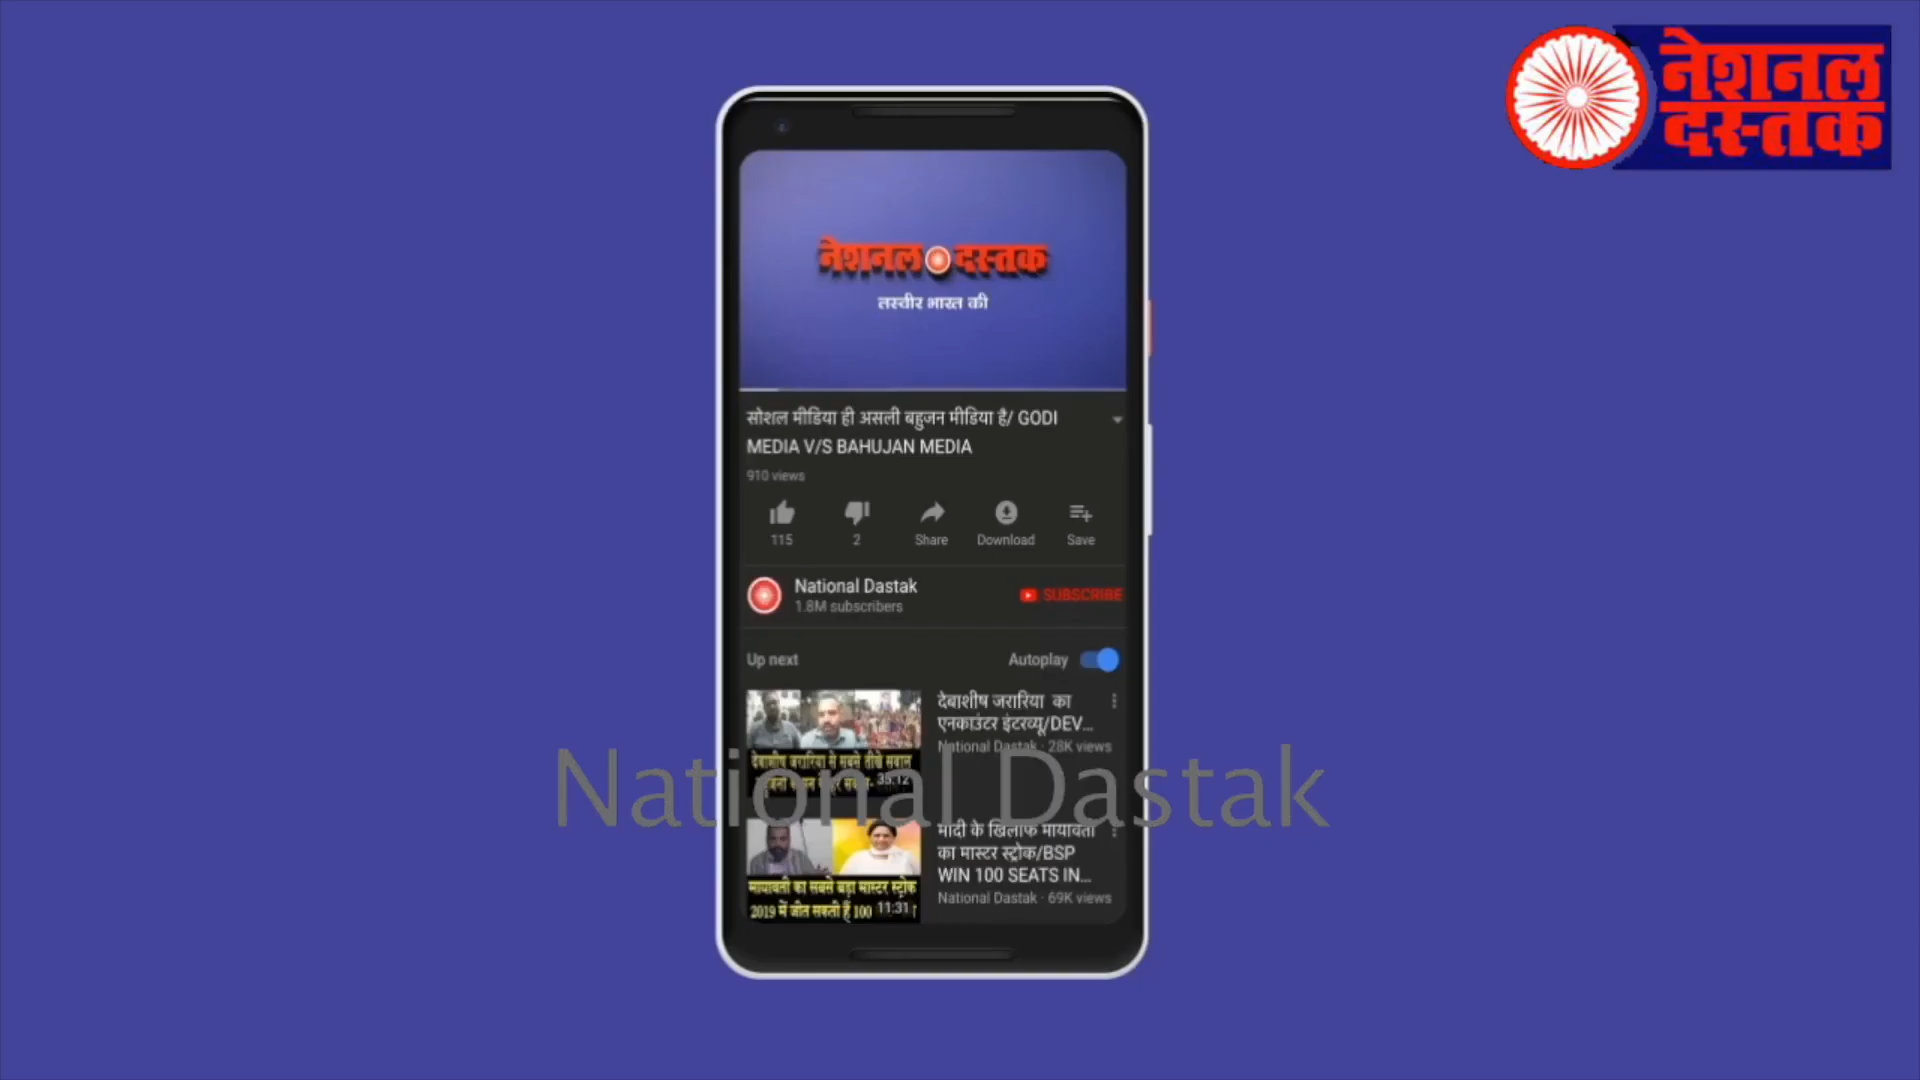 नेशनल
दस्तक
नेशनल दस्तक
तस्वीर भारत की
सोशल मीडिया ही असली बहुजन मीडिया है/ GODI
MEDIA V/S BAHUJAN MEDIA
910 views
115
2
Share
Download
Save
National Dastak
1.8M subscribers
SUBSCRIBE
Up next
Autoplay
देबाशीष जरारिया का
एनकाउंटर इंटरव्यू/DEV...
National Dastak · 28K views
देबाशीष जरारिया से सबसे तीखे सवाल
35:12
National Dastak
मोदी के खिलाफ मायावती
का मास्टर स्ट्रोक/BSP
WIN 100 SEATS IN...
National Dastak · 69K views
मायावती का सबसे बड़ा मास्टर स्ट्रोक
2019 में जीत सकती हैं 100
11:31